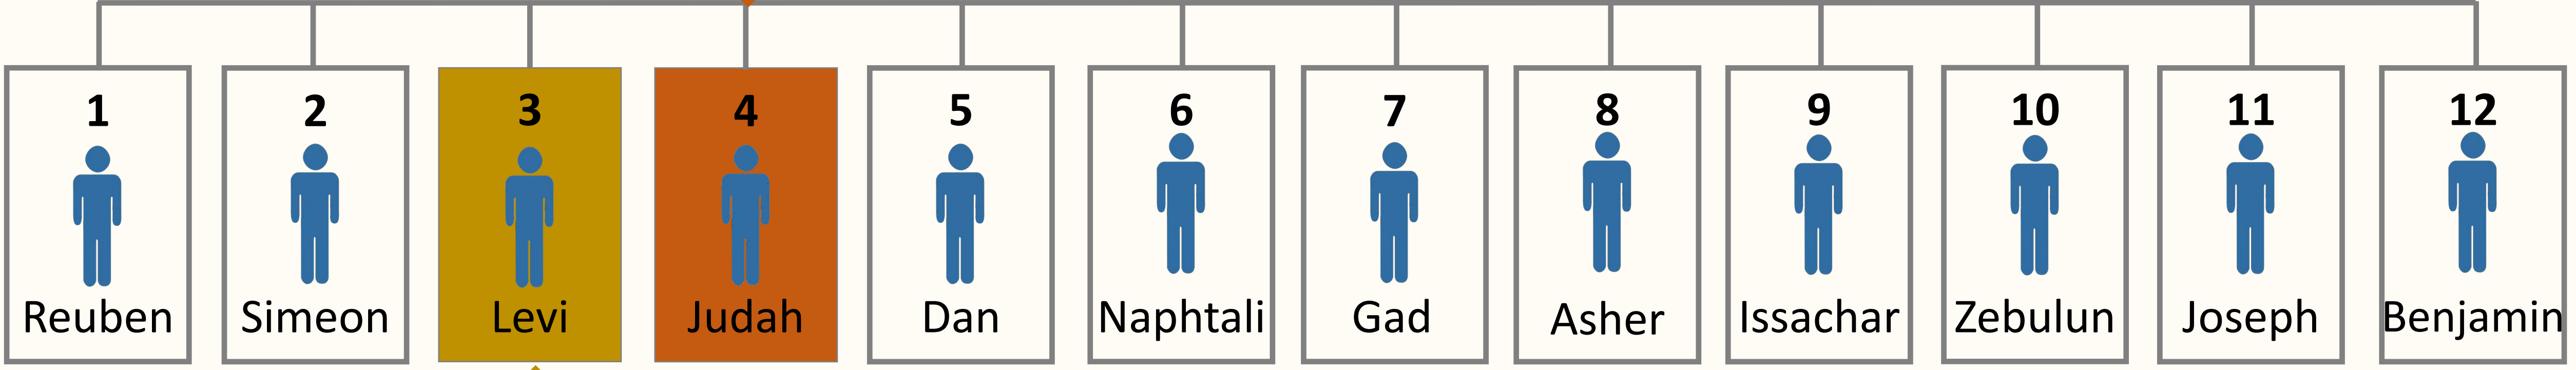 1 2 3 4 5 6 7 8 9 10 11 12
Reuben Simeon Levi Judah Dan Naphtali Gad Asher Issachar Zebulun Joseph Benjamin